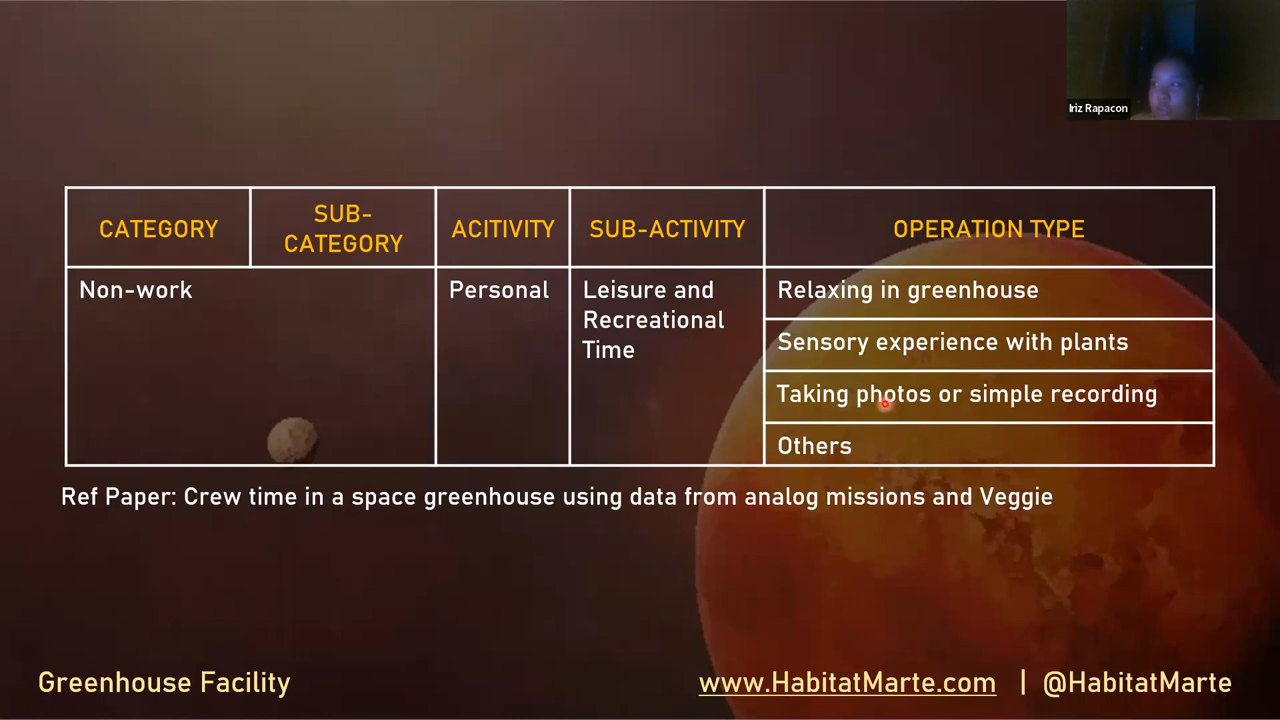 Iriz Rapacon
CATEGORY
SUB-
CATEGORY
ACITIVITY
SUB-ACTIVITY
OPERATION TYPE
Non-work
Personal
Leisure and
Recreational
Time
Relaxing in greenhouse
Sensory experience with plants
Taking photos or simple recording
Others
Ref Paper: Crew time in a space greenhouse using data from analog missions and Veggie
Greenhouse Facility
www.HabitatMarte.com | @HabitatMarte